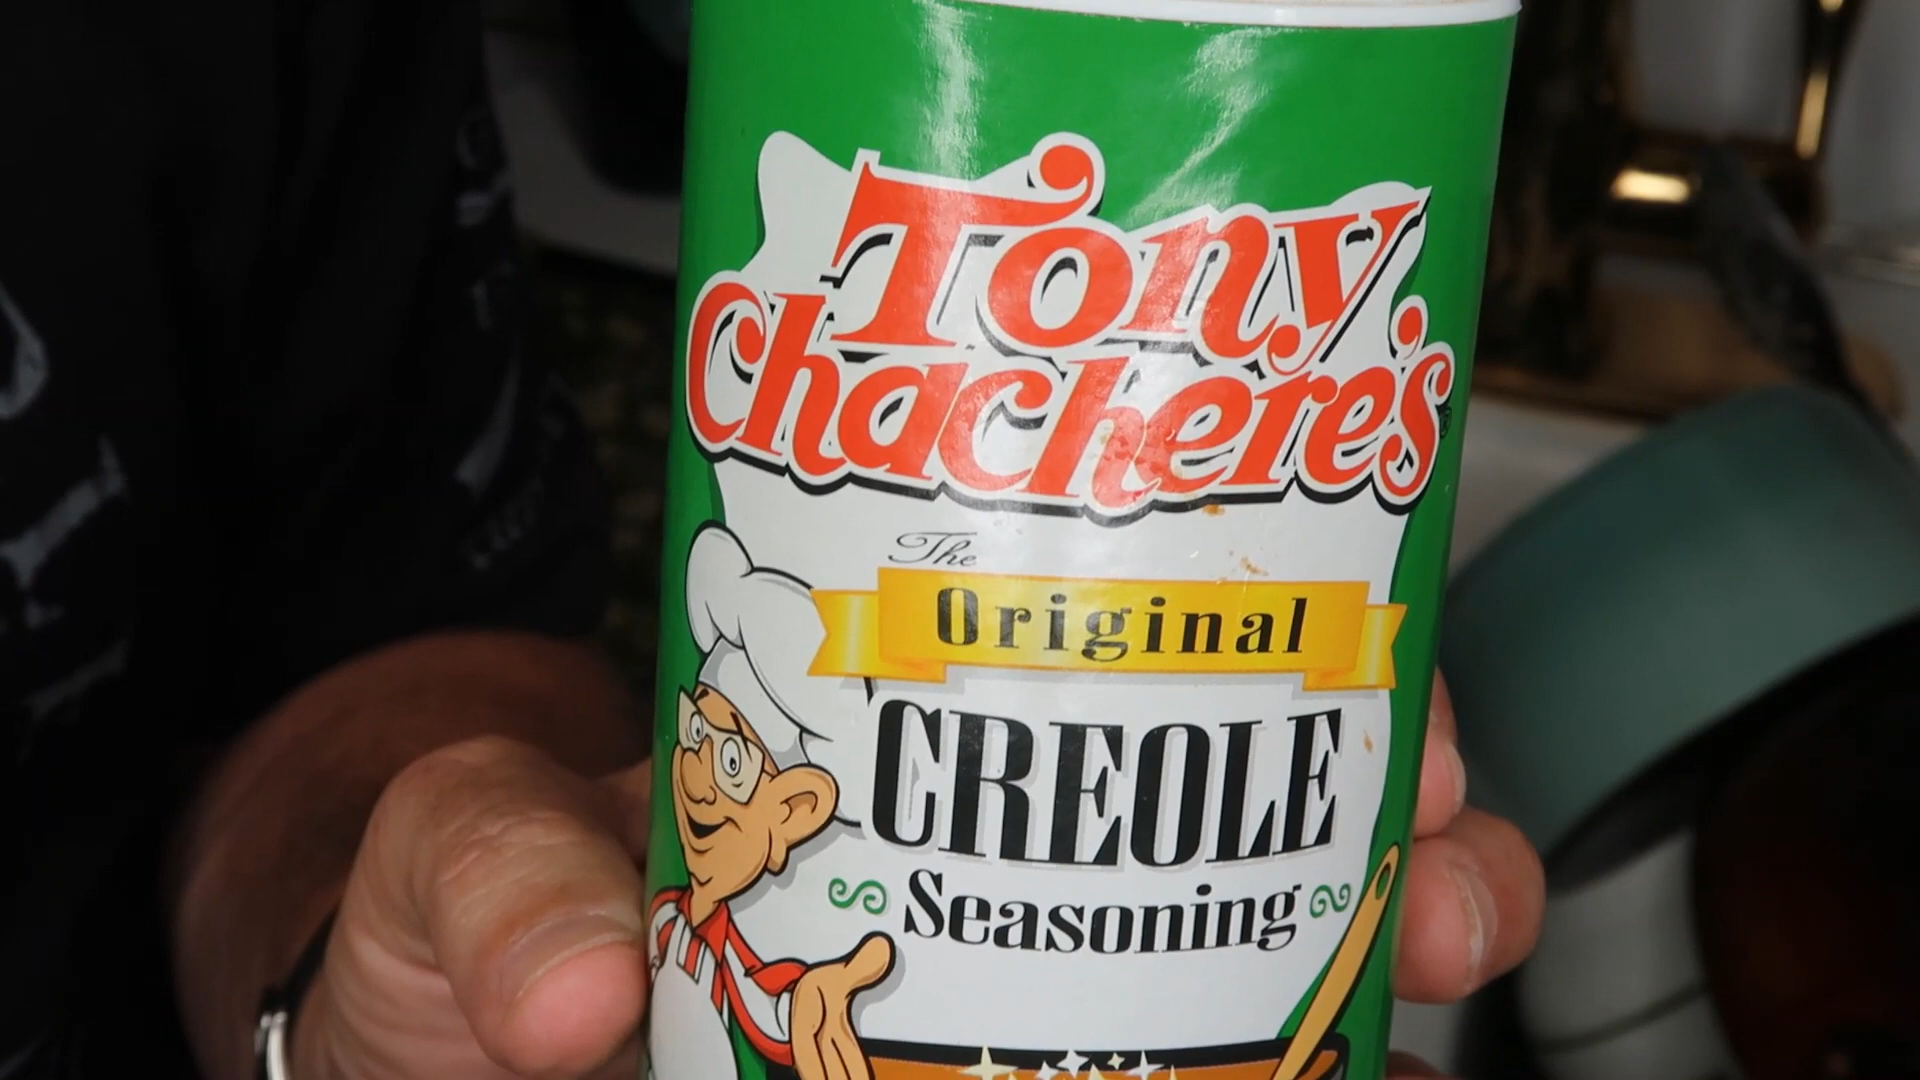 Tony
Chachere's
The
Original
CREOLE
Seasoning